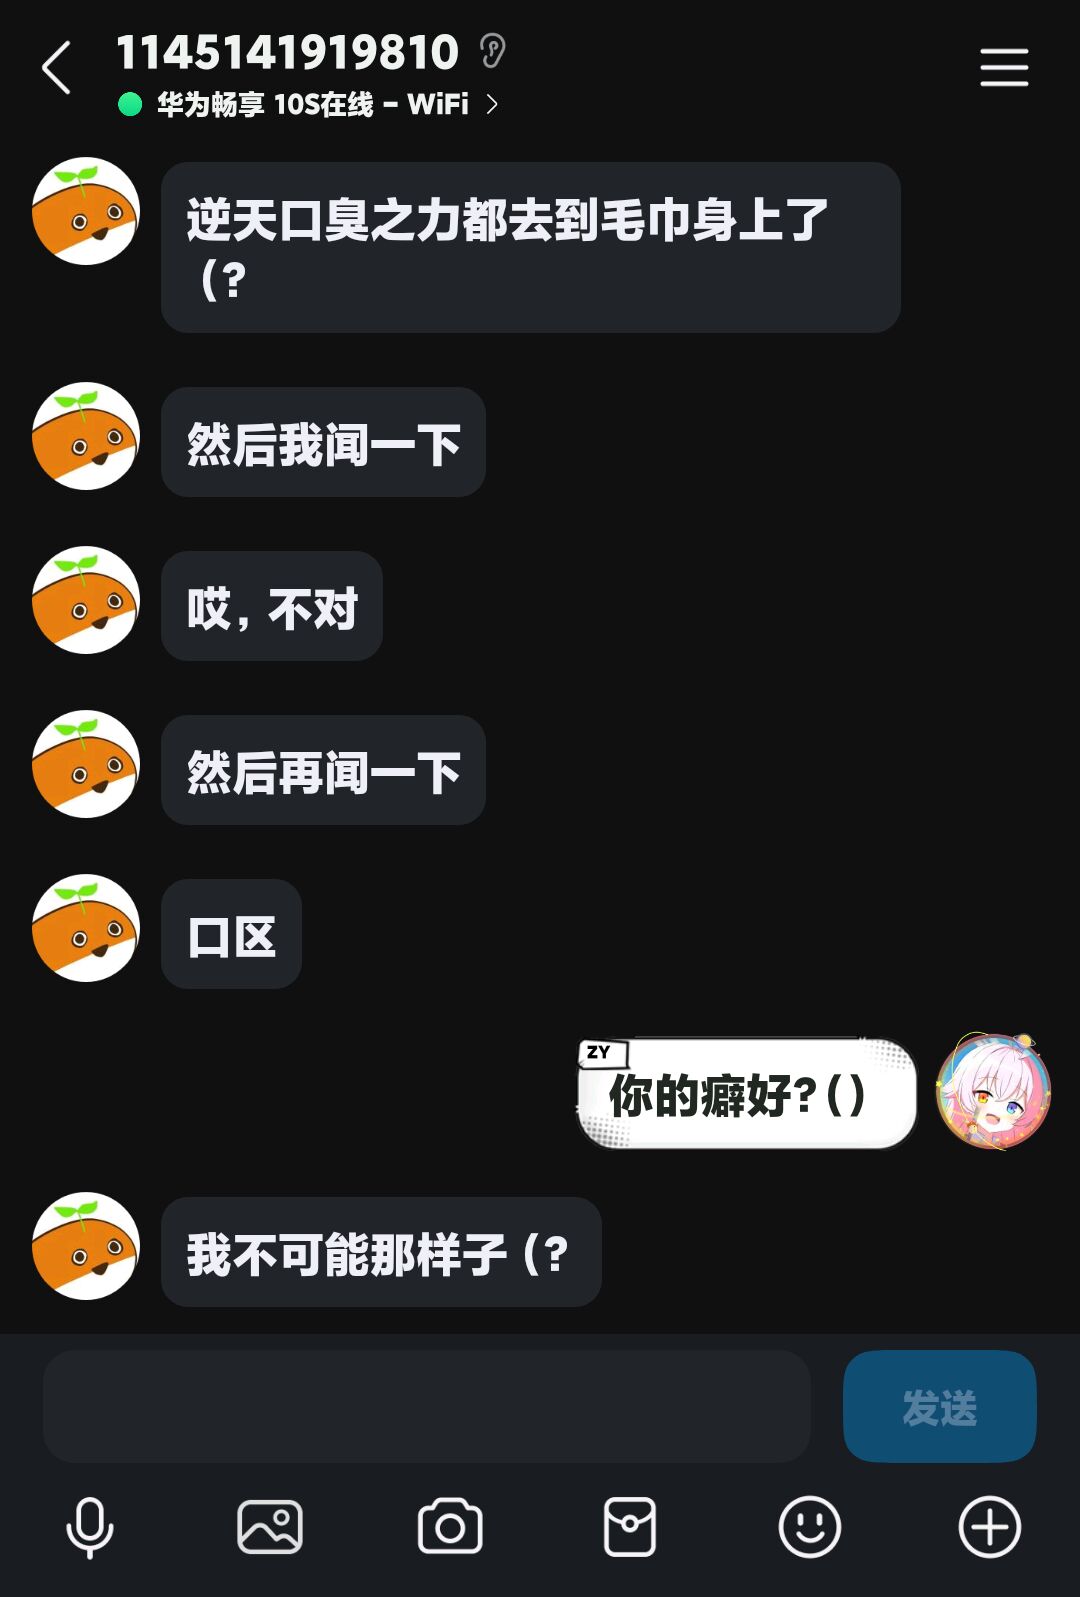 1145141919810
华为畅享 10S在线 - WiFi
逆天口臭之力都去到毛巾身上了
（?
然后我闻一下
哎，不对
然后再闻一下
口区
ZY
你的癖好?（）
我不可能那样子（?
发送